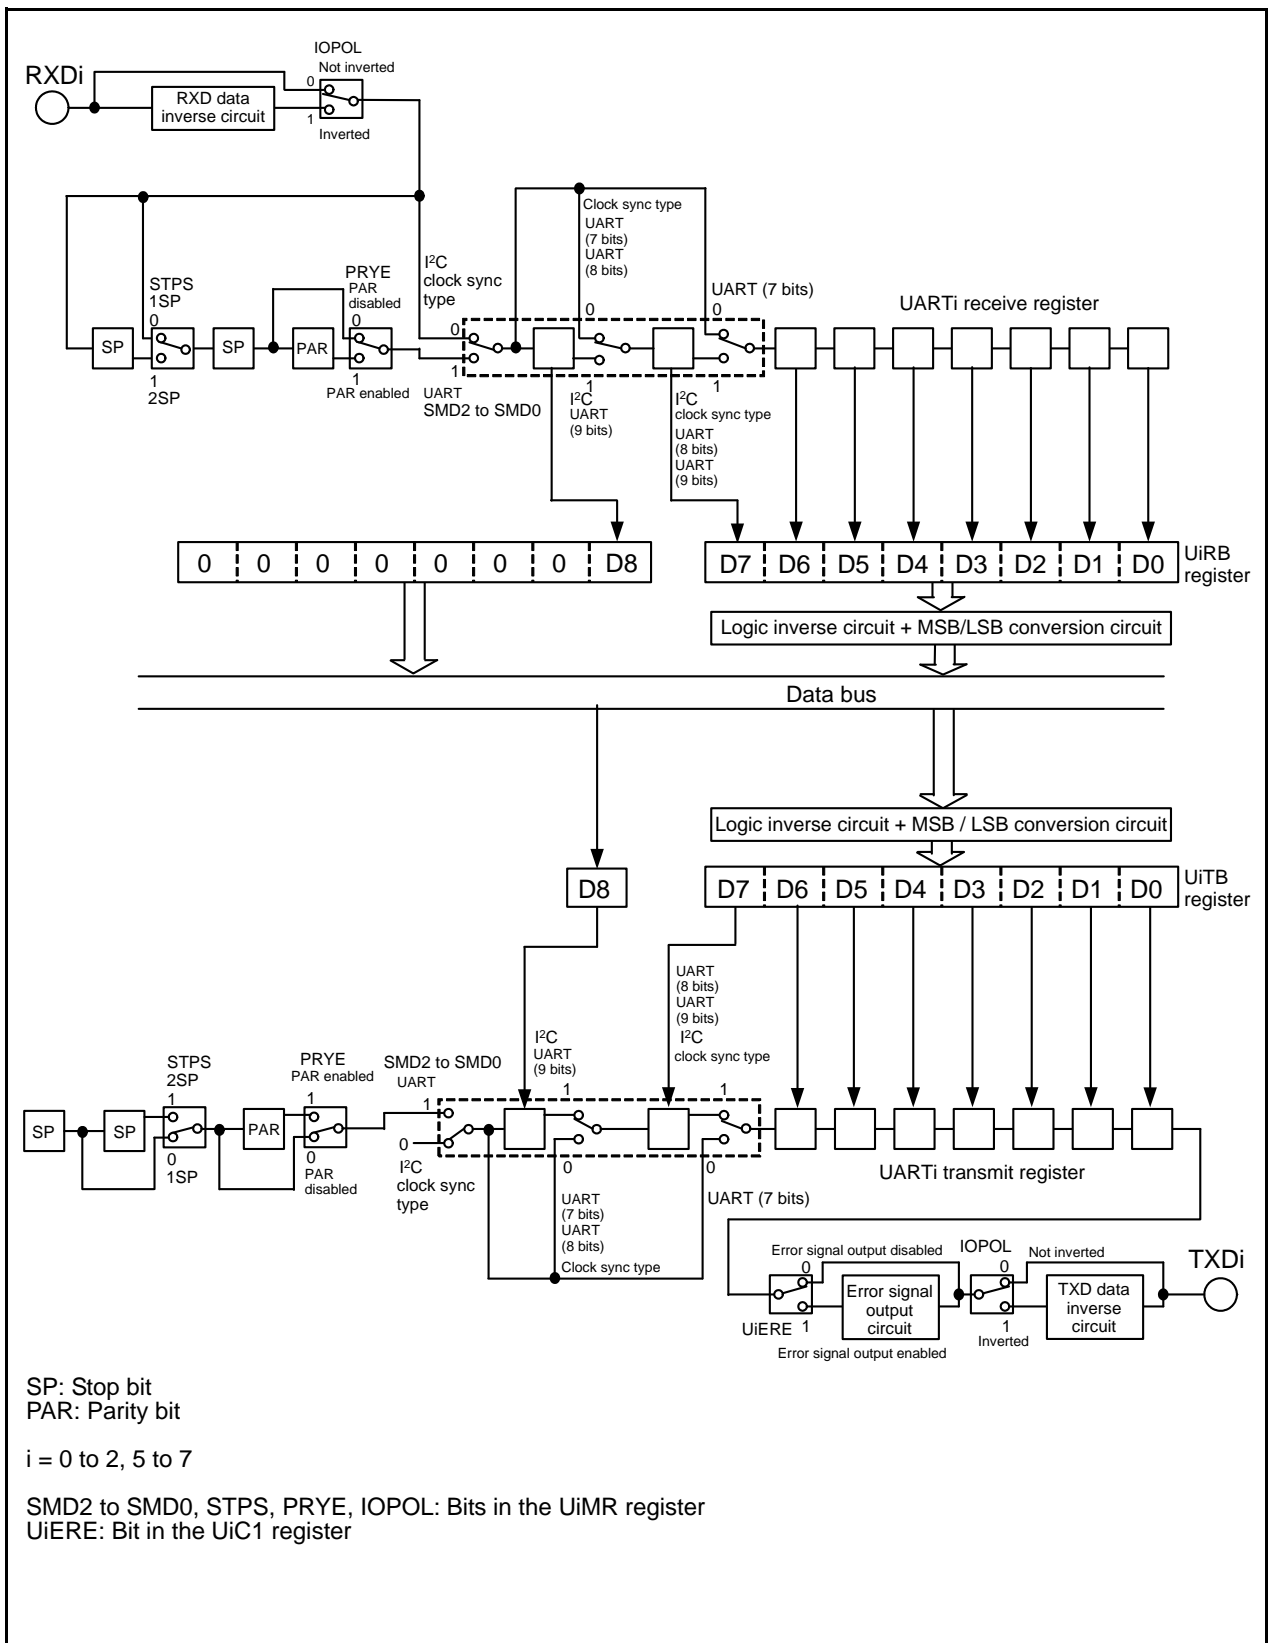 IOPOL
Not inverted
RXDi
0
RXD data
inverse circuit
1
Inverted
Clock sync type
UART
(7 bits)
UART
(8 bits)
I²C
clock sync
type
STPS
1SP
0
PRYE
PAR
disabled
0
UART (7 bits)
0
0
0
UARTi receive register
SP
SP
PAR
1
2SP
1
PAR enabled
1
UART
SMD2 to SMD0
1
I²C
UART
(9 bits)
1
I²C
clock sync type
UART
(8 bits)
UART
(9 bits)
0 0 0 0 0 0 0 D8
D7 D6 D5 D4 D3 D2 D1 D0
UiRB
register
Logic inverse circuit + MSB/LSB conversion circuit
Data bus
Logic inverse circuit + MSB / LSB conversion circuit
D8
D7 D6 D5 D4 D3 D2 D1 D0
UiTB
register
UART
(8 bits)
UART
(9 bits)
I²C
clock sync type
I²C
UART
(9 bits)
STPS
2SP
1
PRYE
PAR enabled
1
SMD2 to SMD0
UART
1
1
1
SP
SP
PAR
0
1SP
0
PAR
disabled
0
I²C
clock sync
type
0
0
UART
(7 bits)
UART
(8 bits)
Clock sync type
UART (7 bits)
UARTi transmit register
Error signal output disabled
0
IOPOL
0
Not inverted
TXDi
Error signal
output
circuit
TXD data
inverse
circuit
UiERE
1
Error signal output enabled
1
Inverted
SP: Stop bit
PAR: Parity bit
i = 0 to 2, 5 to 7
SMD2 to SMD0, STPS, PRYE, IOPOL: Bits in the UiMR register
UiERE: Bit in the UiC1 register